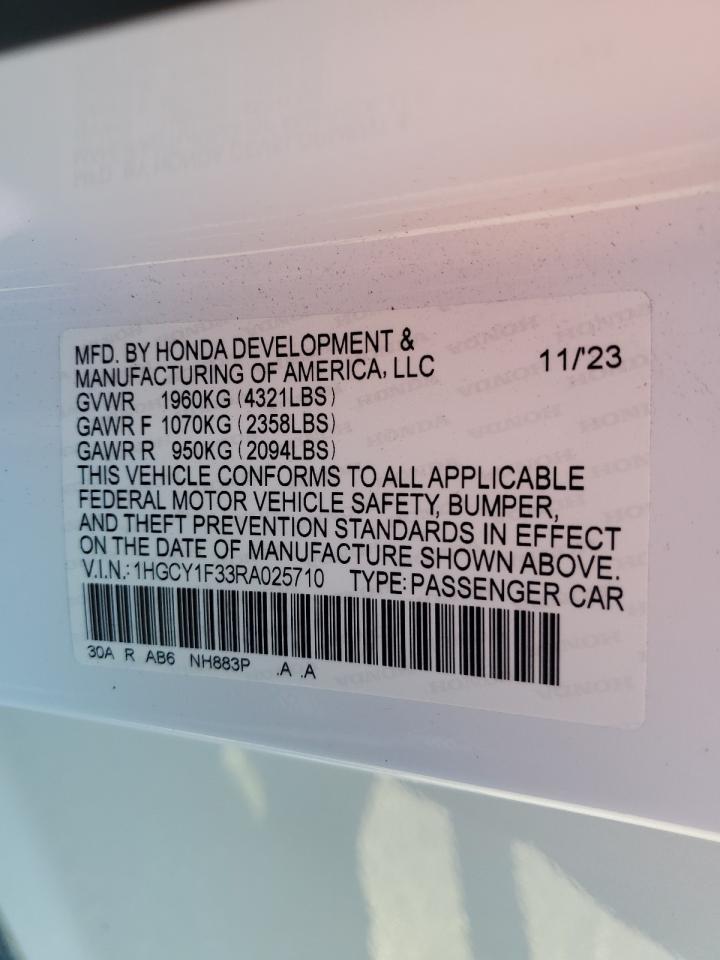 MFD. BY HONDA DEVELOPMENT &
MANUFACTURING OF AMERICA, LLC 11/'23
GVWR 1960KG (4321LBS)
GAWR F 1070KG (2358LBS)
GAWR R 950KG (2094LBS)
THIS VEHICLE CONFORMS TO ALL APPLICABLE
FEDERAL MOTOR VEHICLE SAFETY, BUMPER,
AND THEFT PREVENTION STANDARDS IN EFFECT
ON THE DATE OF MANUFACTURE SHOWN ABOVE.
V.I.N.: 1HGCY1F33RA025710 TYPE: PASSENGER CAR
30A R AB6 NH883P .A .A